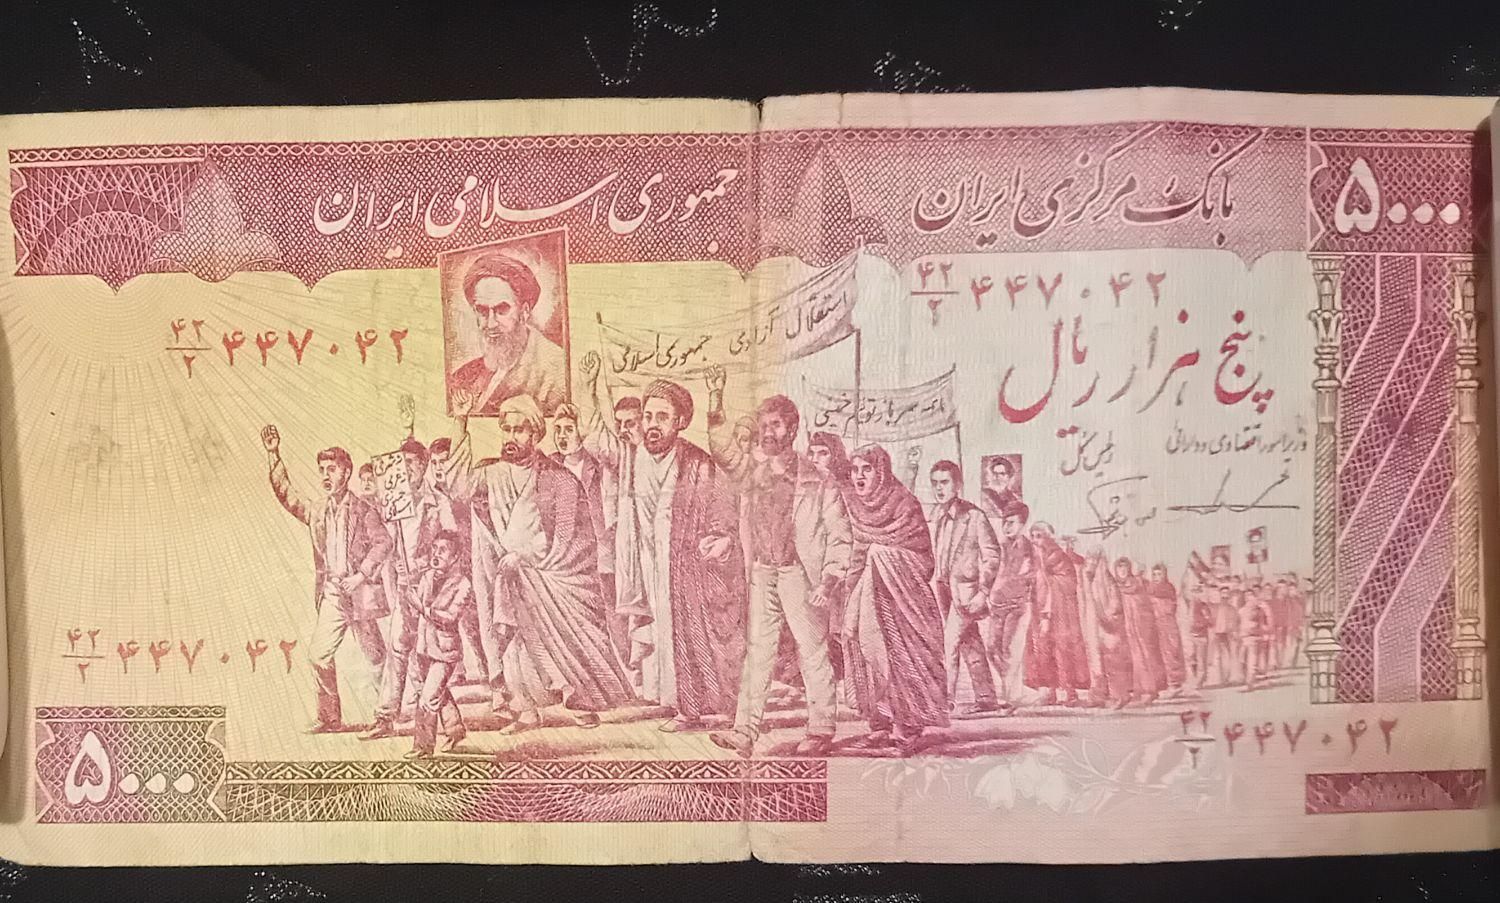 بانک مرکزی ایران
جمهوری اسلامی ایران
۵۰۰۰
۴۲/۲ ۴۴۷۰۴۲
پنج هزار ریال
۴۲/۲ ۴۴۷۰۴۲
استقلال آزادی جمهوری اسلامی
خمینی
وزیر امور اقتصادی و دارائی
رئیس کل
۴۲/۲ ۴۴۷۰۴۲
۴۲/۲ ۴۴۷۰۴۲
۵۰۰۰